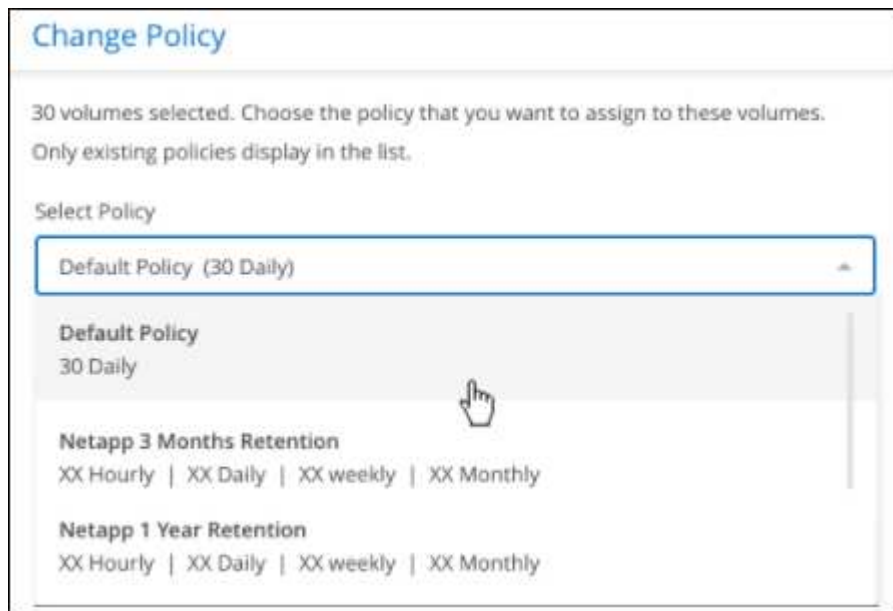 Change Policy
30 volumes selected. Choose the policy that you want to assign to these volumes.
Only existing policies display in the list.
Select Policy
Default Policy (30 Daily)
Default Policy
30 Daily
Netapp 3 Months Retention
XX Hourly | XX Daily | XX weekly | XX Monthly
Netapp 1 Year Retention
XX Hourly | XX Daily | XX weekly | XX Monthly